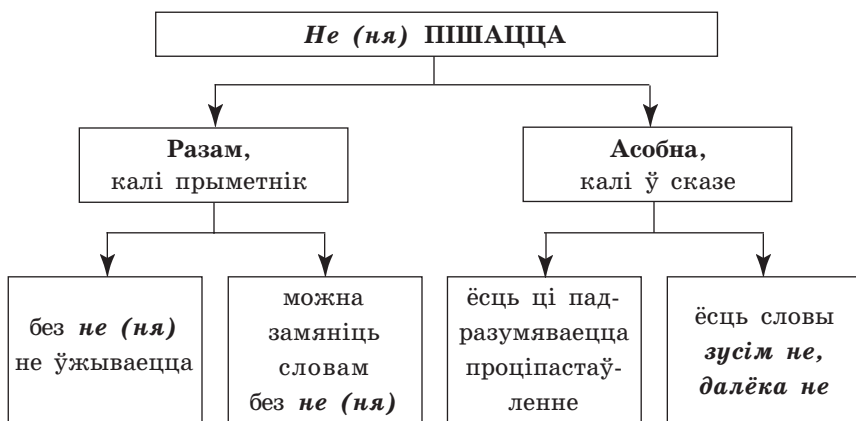 Не (ня) ПІШАЦЦА
Разам,
калі прыметнік
Асобна,
калі ў сказе
без не (ня)
не ўжываецца
можна
замяніць
словам
без не (ня)
ёсць ці пад-
разумяваецца
проціпастаў-
ленне
ёсць словы
зусім не,
далёка не